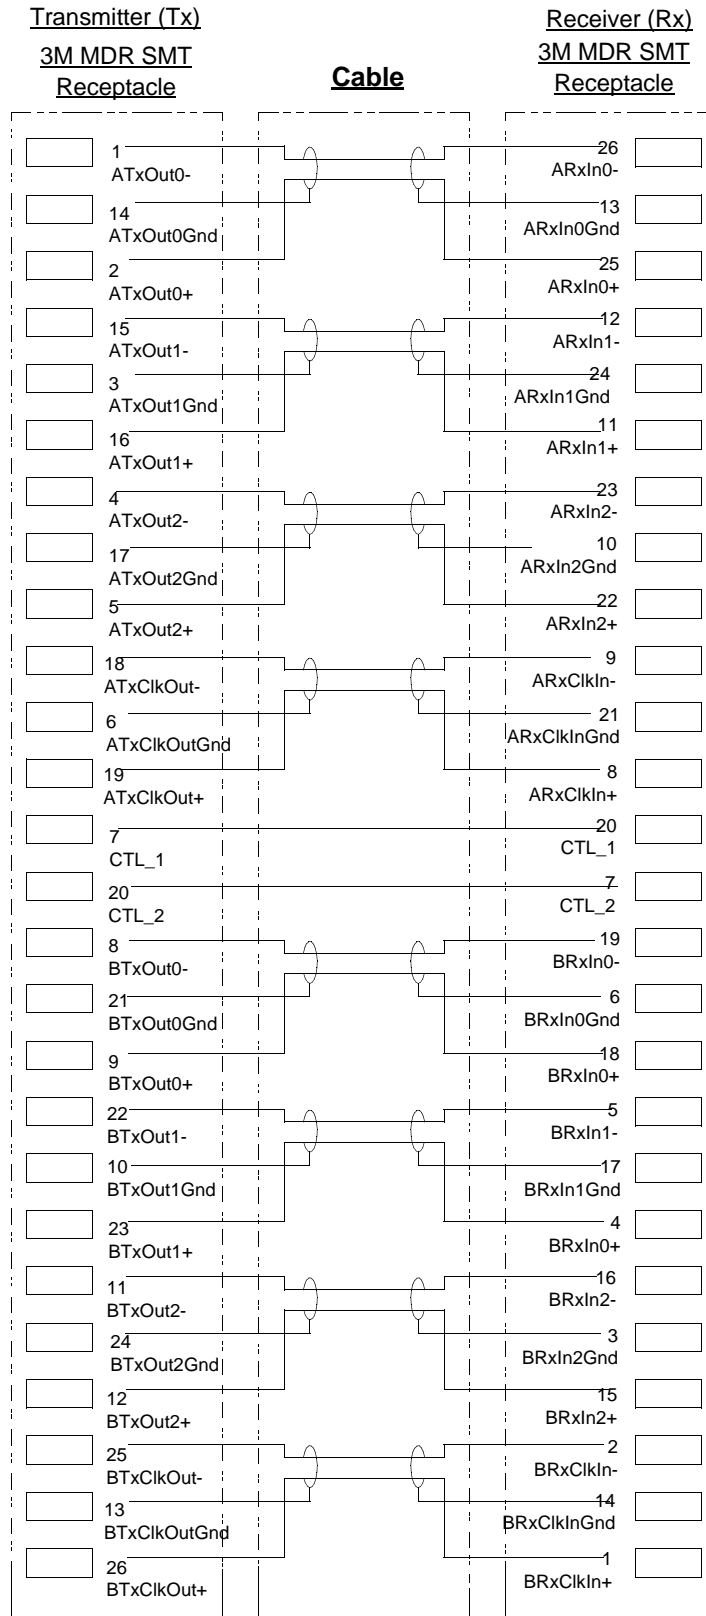 Transmitter (Tx)
3M MDR SMT
Receptacle
Cable
Receiver (Rx)
3M MDR SMT
Receptacle
1
ATxOut0-
26
ARxIn0-
14
ATxOut0Gnd
13
ARxIn0Gnd
2
ATxOut0+
25
ARxIn0+
15
ATxOut1-
12
ARxIn1-
3
ATxOut1Gnd
24
ARxIn1Gnd
16
ATxOut1+
11
ARxIn1+
4
ATxOut2-
23
ARxIn2-
17
ATxOut2Gnd
10
ARxIn2Gnd
5
ATxOut2+
22
ARxIn2+
18
ATxClkOut-
9
ARxClkIn-
6
ATxClkOutGnd
21
ARxClkInGnd
19
ATxClkOut+
8
ARxClkIn+
7
CTL_1
20
CTL_1
20
CTL_2
7
CTL_2
8
BTxOut0-
19
BRxIn0-
21
BTxOut0Gnd
6
BRxIn0Gnd
9
BTxOut0+
18
BRxIn0+
22
BTxOut1-
5
BRxIn1-
10
BTxOut1Gnd
17
BRxIn1Gnd
23
BTxOut1+
4
BRxIn0+
11
BTxOut2-
16
BRxIn2-
24
BTxOut2Gnd
3
BRxIn2Gnd
12
BTxOut2+
15
BRxIn2+
25
BTxClkOut-
2
BRxClkIn-
13
BTxClkOutGnd
14
BRxClkInGnd
26
BTxClkOut+
1
BRxClkIn+